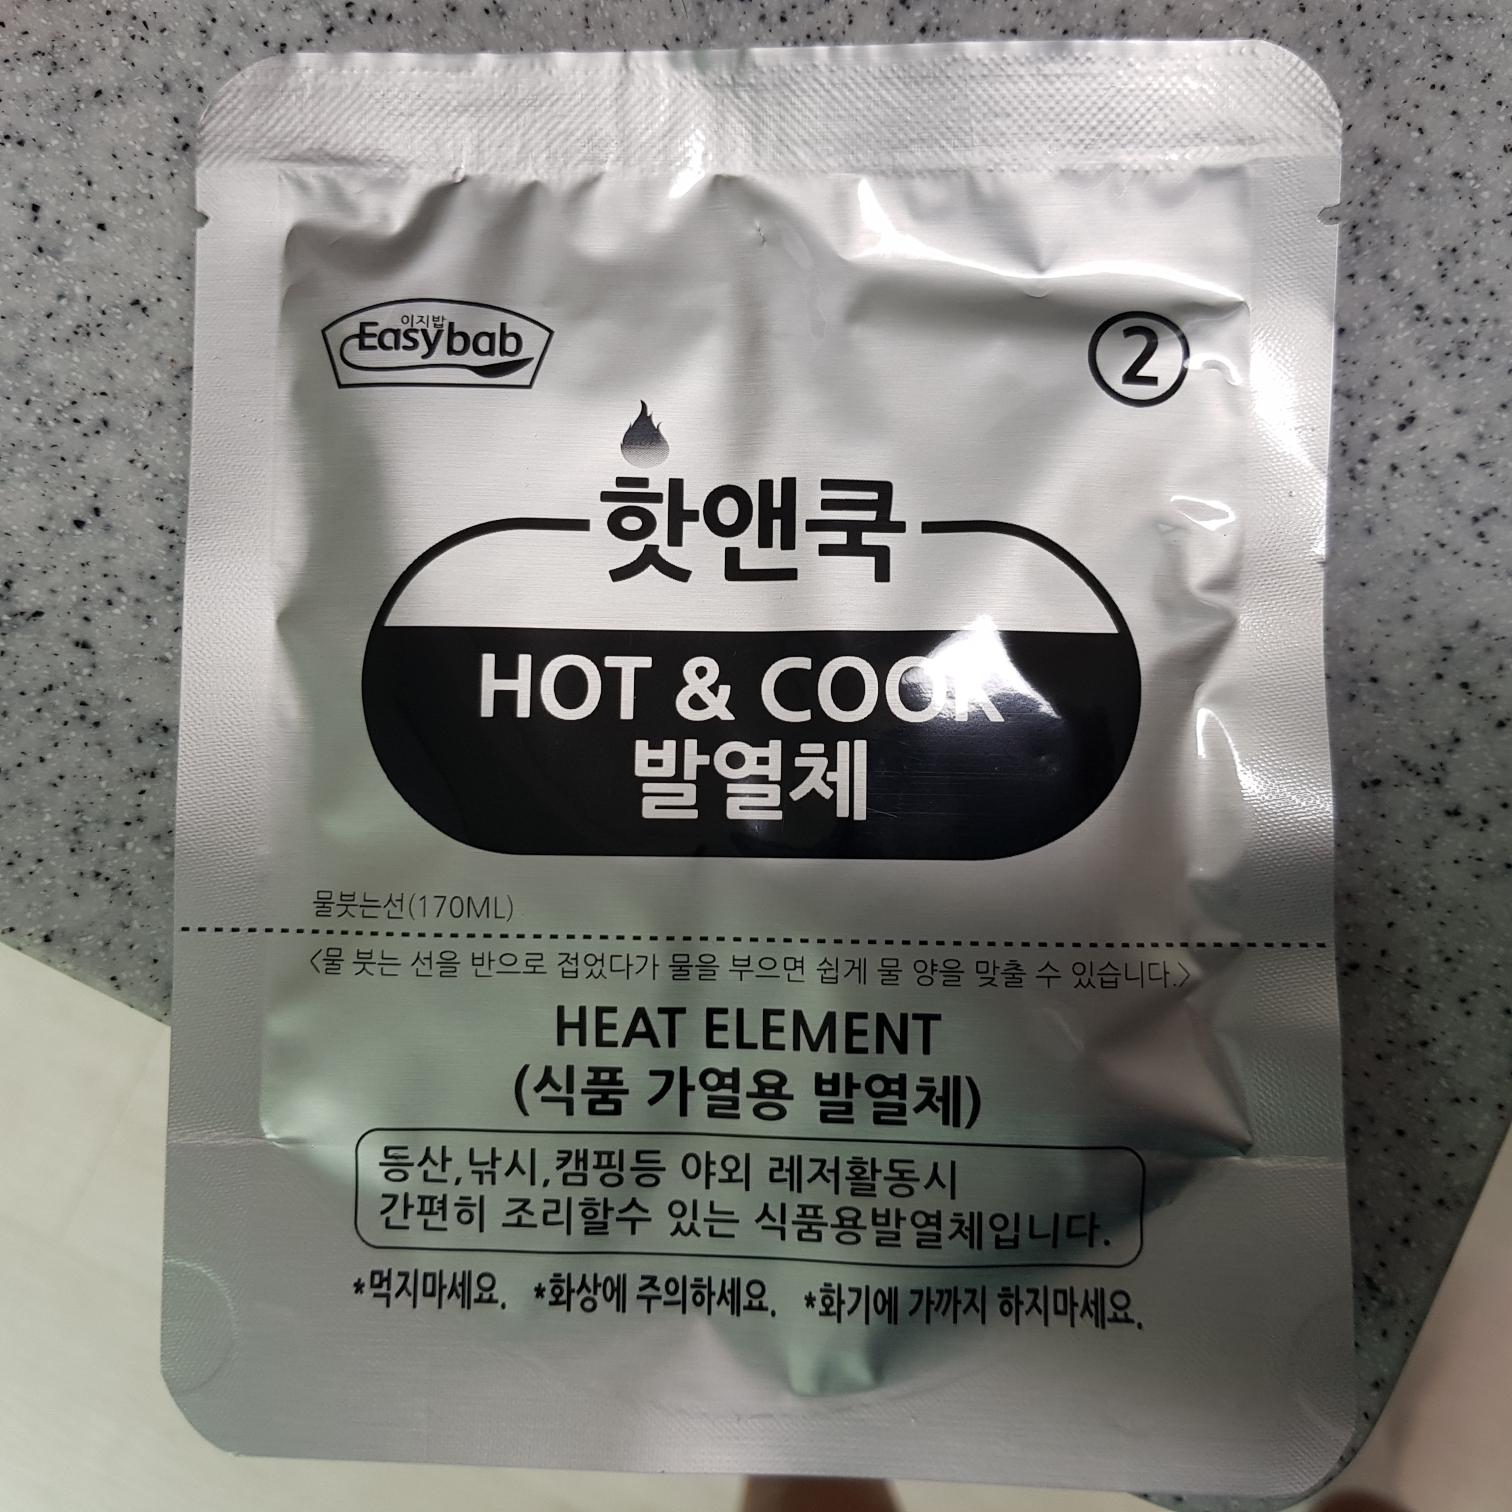 이지밥
Easybab
②
핫앤쿡
HOT & COOK
발열체
물붓는선(170ML)
<물 붓는 선을 반으로 접었다가 물을 부으면 쉽게 물 양을 맞출 수 있습니다.>
HEAT ELEMENT
(식품 가열용 발열체)
등산,낚시,캠핑등 야외 레저활동시
간편히 조리할수 있는 식품용발열체입니다.
*먹지마세요. *화상에 주의하세요. *화기에 가까지 하지마세요.